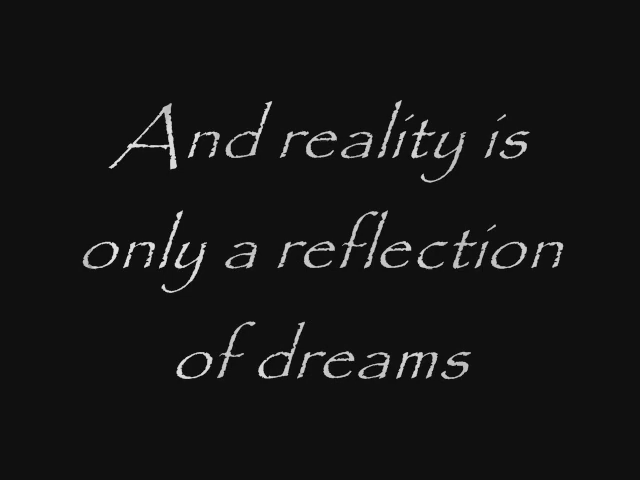 And reality is
only a reflection
of dreams